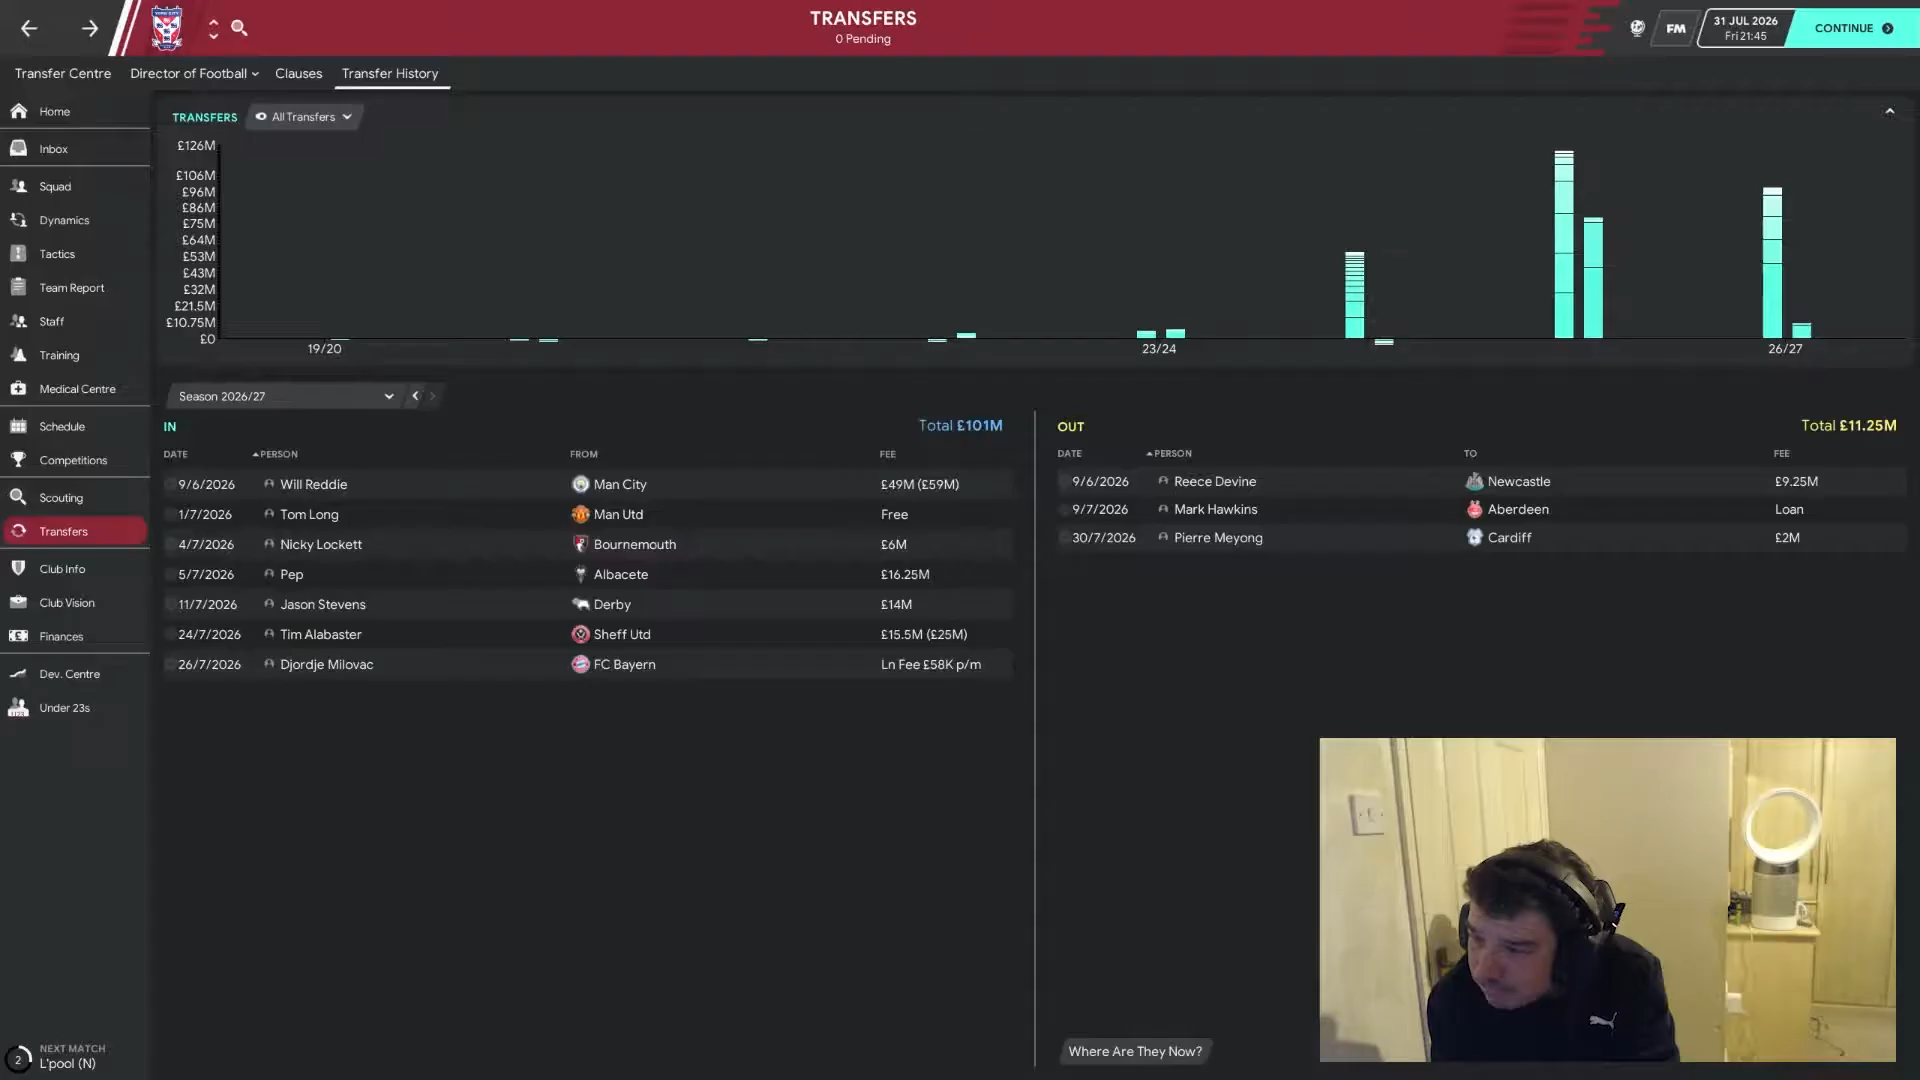 TRANSFERS
0 Pending
FM
31 JUL 2026
Fri 21:45
CONTINUE
Transfer Centre
Director of Football
Clauses
Transfer History
Home
Inbox
Squad
Dynamics
Tactics
Team Report
Staff
Training
Medical Centre
Schedule
Competitions
Scouting
Transfers
Club Info
Club Vision
Finances
Dev. Centre
Under 23s
2
NEXT MATCH
L'pool (N)
TRANSFERS
All Transfers
£126M
£106M
£96M
£86M
£75M
£64M
£53M
£43M
£32M
£21.5M
£10.75M
£0
19/20
23/24
26/27
Season 2026/27
IN
Total £101M
DATE PERSON FROM FEE
9/6/2026 Will Reddie Man City £49M (£59M)
1/7/2026 Tom Long Man Utd Free
4/7/2026 Nicky Lockett Bournemouth £6M
5/7/2026 Pep Albacete £16.25M
11/7/2026 Jason Stevens Derby £14M
24/7/2026 Tim Alabaster Sheff Utd £15.5M (£25M)
26/7/2026 Djordje Milovac FC Bayern Ln Fee £58K p/m
OUT
Total £11.25M
DATE PERSON TO FEE
9/6/2026 Reece Devine Newcastle £9.25M
9/7/2026 Mark Hawkins Aberdeen Loan
30/7/2026 Pierre Meyong Cardiff £2M
Where Are They Now?